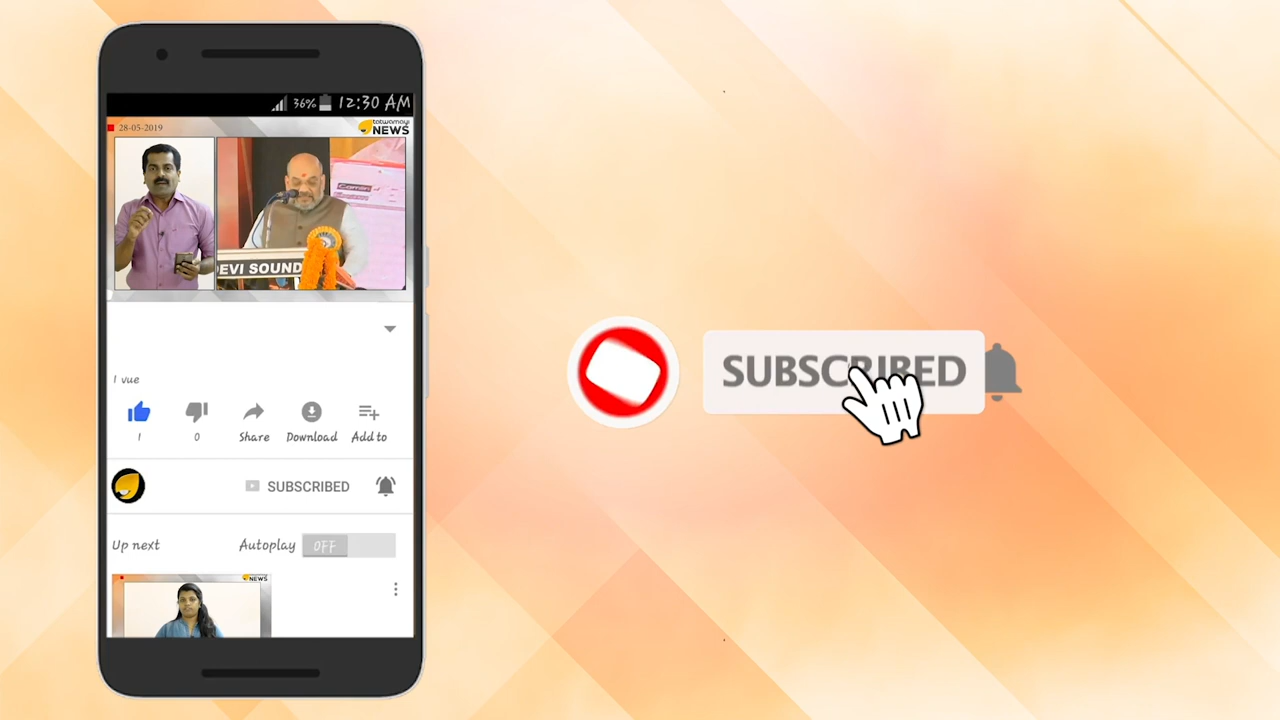 36% 12:30 AM
28-05-2019
tatwamayi
NEWS
DEVI SOUND
1 vue
1 0 Share Download Add to
SUBSCRIBED
Up next Autoplay OFF
NEWS
SUBSCRIBED